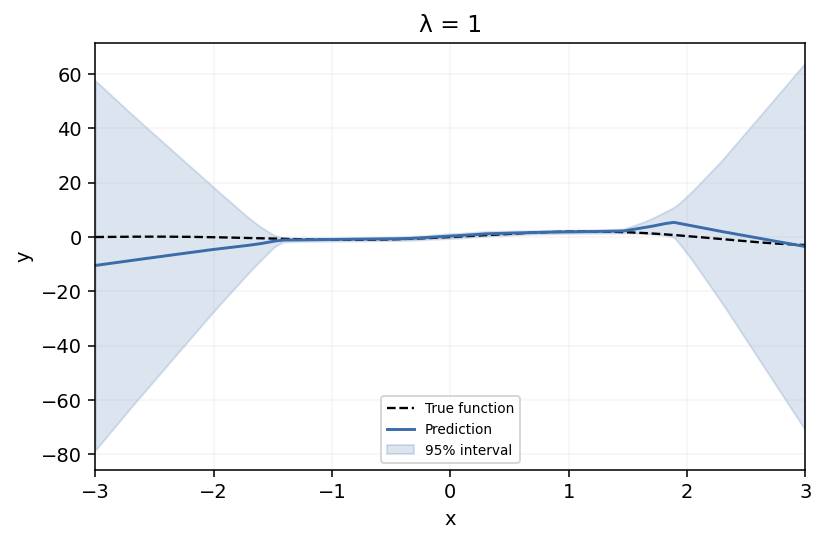 λ = 1
60
40
20
0
−20
−40
−60
−80
y
True function
Prediction
95% interval
−3 −2 −1 0 1 2 3
x